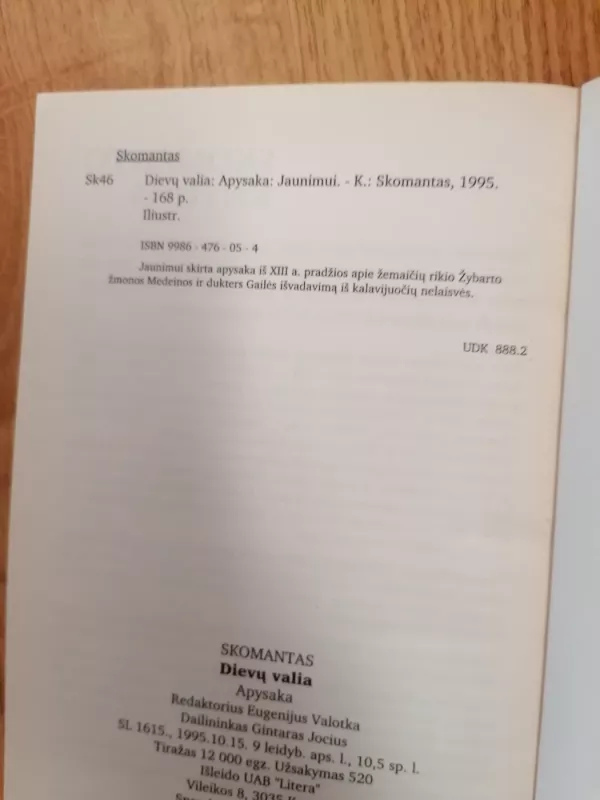 Skomantas
Sk46 Dievų valia: Apysaka: Jaunimui. - K.: Skomantas, 1995.
- 168 p.
Iliustr.
ISBN 9986 - 476 - 05 - 4
Jaunimui skirta apysaka iš XIII a. pradžios apie žemaičių rikio Žybarto
žmonos Medeinos ir dukters Gailės išvadavimą iš kalavijuočių nelaisvės.
UDK 888.2
SKOMANTAS
Dievų valia
Apysaka
Redaktorius Eugenijus Valotka
Dailininkas Gintaras Jocius
SL 1615., 1995.10.15. 9 leidyb. aps. l., 10,5 sp. l.
Tiražas 12 000 egz. Užsakymas 520
Išleido UAB "Litera"
Vileikos 8, 3035